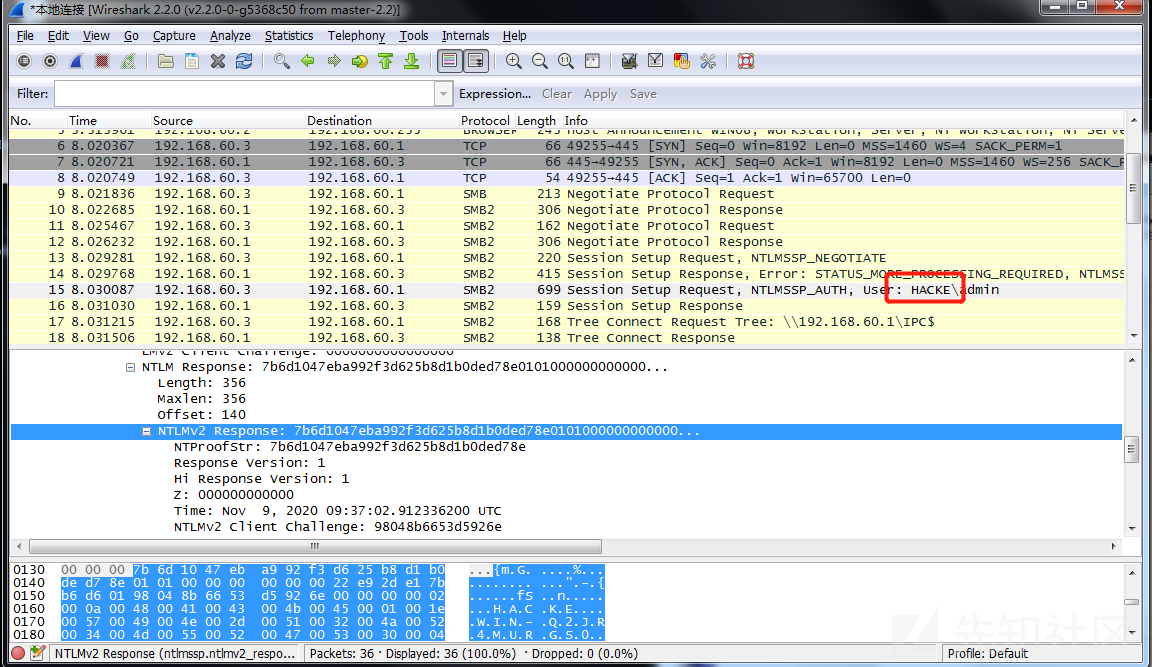 *本地连接 [Wireshark 2.2.0 (v2.2.0-0-g5368c50 from master-2.2)]
File Edit View Go Capture Analyze Statistics Telephony Tools Internals Help
Filter: Expression... Clear Apply Save
No. Time Source Destination Protocol Length Info
5 8.015901 192.168.60.2 192.168.60.255 BROWSER 243 Host Announcement WIN08, Workstation, Server, NT Workstation, NT Serve
6 8.020367 192.168.60.3 192.168.60.1 TCP 66 49255→445 [SYN] Seq=0 Win=8192 Len=0 MSS=1460 WS=4 SACK_PERM=1
7 8.020721 192.168.60.1 192.168.60.3 TCP 66 445→49255 [SYN, ACK] Seq=0 Ack=1 Win=8192 Len=0 MSS=1460 WS=256 SACK_P
8 8.020749 192.168.60.3 192.168.60.1 TCP 54 49255→445 [ACK] Seq=1 Ack=1 Win=65700 Len=0
9 8.021836 192.168.60.3 192.168.60.1 SMB 213 Negotiate Protocol Request
10 8.022685 192.168.60.1 192.168.60.3 SMB2 306 Negotiate Protocol Response
11 8.025467 192.168.60.3 192.168.60.1 SMB2 162 Negotiate Protocol Request
12 8.026232 192.168.60.1 192.168.60.3 SMB2 306 Negotiate Protocol Response
13 8.029281 192.168.60.3 192.168.60.1 SMB2 220 Session Setup Request, NTLMSSP_NEGOTIATE
14 8.029768 192.168.60.1 192.168.60.3 SMB2 415 Session Setup Response, Error: STATUS_MORE_PROCESSING_REQUIRED, NTLMSS
15 8.030087 192.168.60.3 192.168.60.1 SMB2 699 Session Setup Request, NTLMSSP_AUTH, User: HACKE\admin
16 8.031030 192.168.60.1 192.168.60.3 SMB2 159 Session Setup Response
17 8.031215 192.168.60.3 192.168.60.1 SMB2 168 Tree Connect Request Tree: \\192.168.60.1\IPC$
18 8.031506 192.168.60.1 192.168.60.3 SMB2 138 Tree Connect Response
LMv2 Client Challenge: 0000000000000000
NTLM Response: 7b6d1047eba992f3d625b8d1b0ded78e0101000000000000...
Length: 356
Maxlen: 356
Offset: 140
NTLMv2 Response: 7b6d1047eba992f3d625b8d1b0ded78e0101000000000000...
NTProofStr: 7b6d1047eba992f3d625b8d1b0ded78e
Response Version: 1
Hi Response Version: 1
Z: 000000000000
Time: Nov 9, 2020 09:37:02.912336200 UTC
NTLMv2 Client Challenge: 98048b6653d5926e
0130 00 00 00 7b 6d 10 47 eb a9 92 f3 d6 25 b8 d1 b0 ...{m.G. ....%...
0140 de d7 8e 01 01 00 00 00 00 00 00 22 e9 2d e1 7b ........ ...".-.{
0150 b6 d6 01 98 04 8b 66 53 d5 92 6e 00 00 00 00 02 ......fS ..n.....
0160 00 0a 00 48 00 41 00 43 00 4b 00 45 00 01 00 1e ...H.A.C .K.E....
0170 00 57 00 49 00 4e 00 2d 00 51 00 32 00 4a 00 52 .W.I.N.- .Q.2.J.R
0180 00 34 00 4d 00 55 00 52 00 47 00 53 00 30 00 04 .4.M.U.R .G.S.0..
先知社区
NTLMv2 Response (ntlmssp.ntlmv2_respo... Packets: 36 · Displayed: 36 (100.0%) · Dropped: 0 (0.0%) Profile: Default